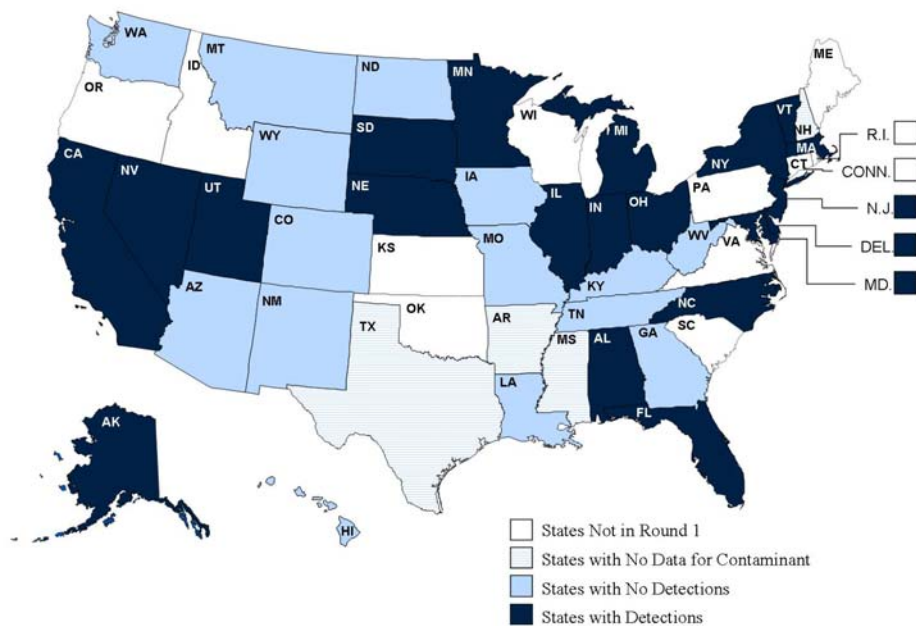 WA
MT
ND
MN
ME
ID
OR
VT
NH
WI
MI
SD
WY
NY
MA
R.I.
CT
CONN.
CA
NV
UT
NE
IA
PA
N.J.
IL
IN
OH
CO
MO
WV
VA
DEL.
KS
KY
MD.
AZ
NM
NC
TN
OK
TX
AR
MS
AL
GA
SC
LA
FL
AK
HI
States Not in Round 1
States with No Data for Contaminant
States with No Detections
States with Detections